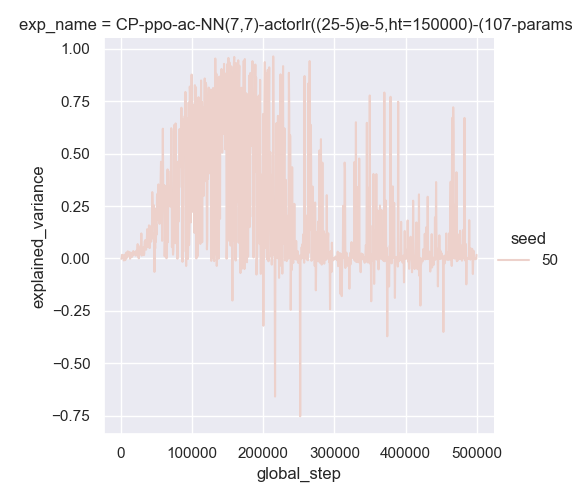 exp_name = CP-ppo-ac-NN(7,7)-actorlr((25-5)e-5,ht=150000)-(107-params
1.00
0.75
0.50
0.25
0.00
−0.25
−0.50
−0.75
explained_variance
0 100000 200000 300000 400000 500000
global_step
seed
50